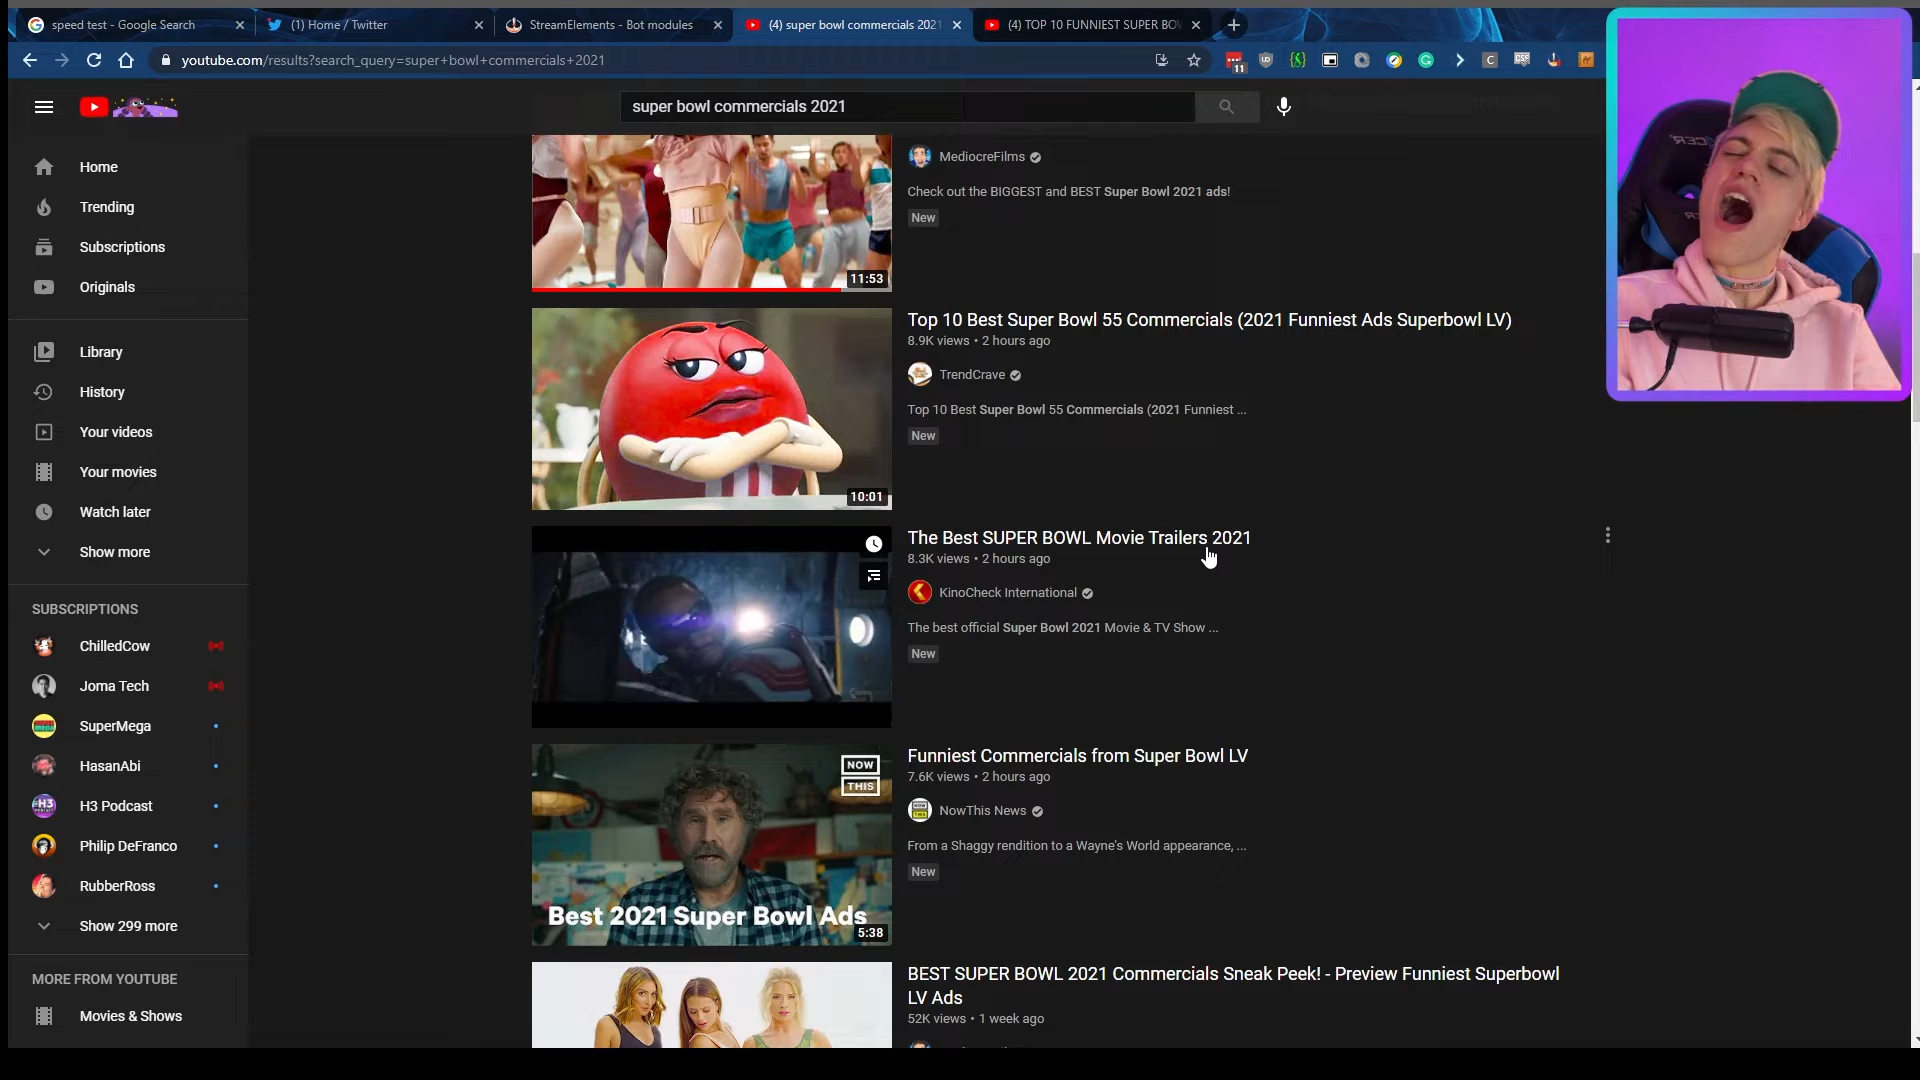 speed test - Google Search
(1) Home / Twitter
StreamElements - Bot modules
(4) super bowl commercials 2021
(4) TOP 10 FUNNIEST SUPER BOW
youtube.com/results?search_query=super+bowl+commercials+2021
11
super bowl commercials 2021
Home
Trending
Subscriptions
Originals
Library
History
Your videos
Your movies
Watch later
Show more
SUBSCRIPTIONS
ChilledCow
Joma Tech
SuperMega
HasanAbi
H3 Podcast
Philip DeFranco
RubberRoss
Show 299 more
MORE FROM YOUTUBE
Movies & Shows
11:53
MediocreFilms
Check out the BIGGEST and BEST Super Bowl 2021 ads!
New
10:01
Top 10 Best Super Bowl 55 Commercials (2021 Funniest Ads Superbowl LV)
8.9K views • 2 hours ago
TrendCrave
Top 10 Best Super Bowl 55 Commercials (2021 Funniest ...
New
The Best SUPER BOWL Movie Trailers 2021
8.3K views • 2 hours ago
KinoCheck International
The best official Super Bowl 2021 Movie & TV Show ...
New
NOW
THIS
Best 2021 Super Bowl Ads
5:38
Funniest Commercials from Super Bowl LV
7.6K views • 2 hours ago
NowThis News
From a Shaggy rendition to a Wayne's World appearance, ...
New
BEST SUPER BOWL 2021 Commercials Sneak Peek! - Preview Funniest Superbowl
LV Ads
52K views • 1 week ago